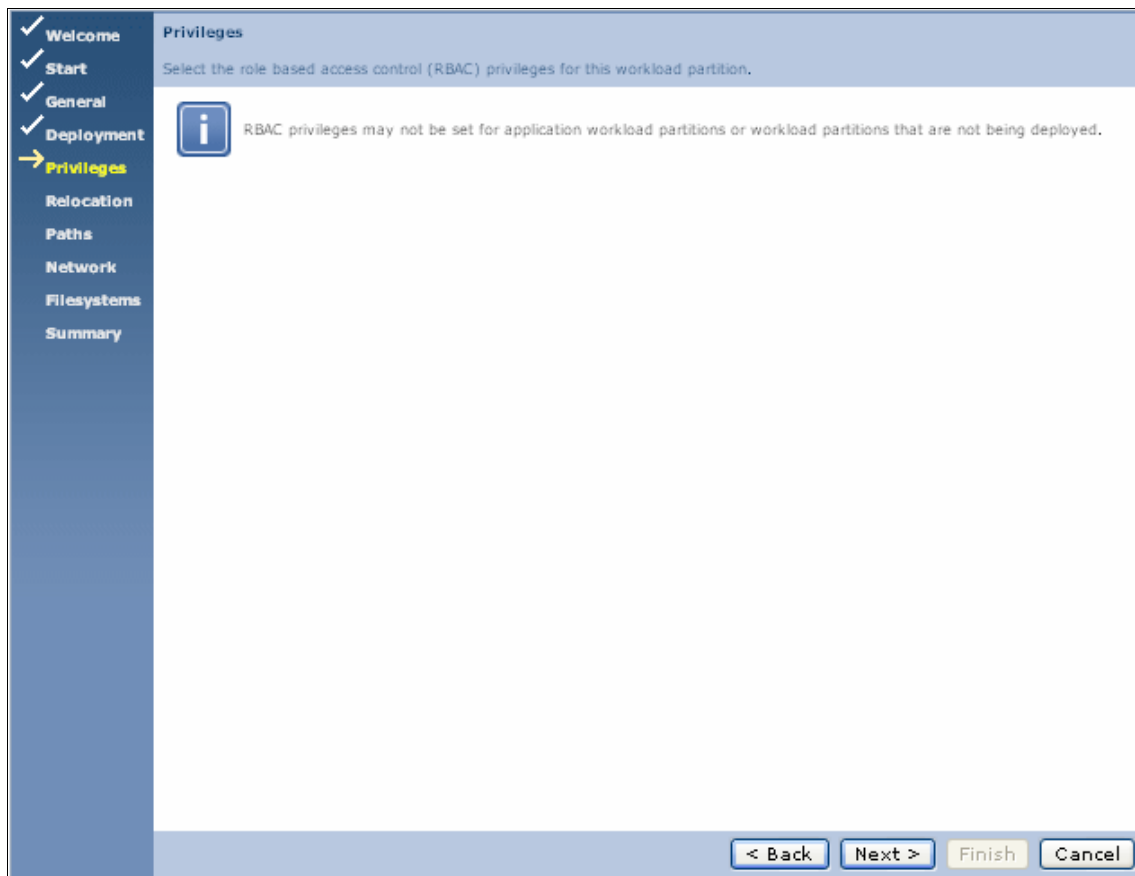 Welcome
Start
General
Deployment
Privileges
Relocation
Paths
Network
Filesystems
Summary
Privileges
Select the role based access control (RBAC) privileges for this workload partition.
RBAC privileges may not be set for application workload partitions or workload partitions that are not being deployed.
< Back Next > Finish Cancel